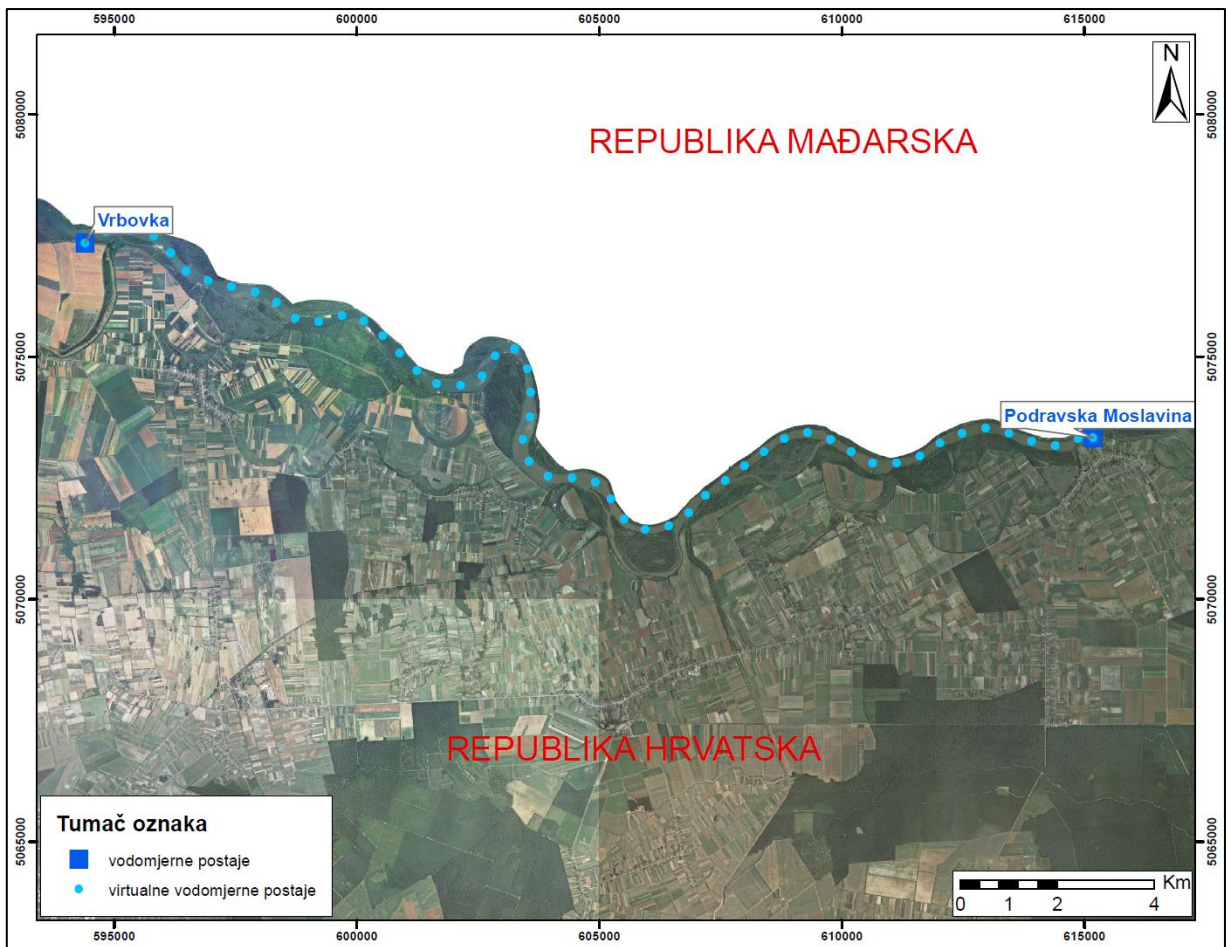 595000 600000 605000 610000 615000
N
5080000 5080000
REPUBLIKA MAĐARSKA
Vrbovka
5075000 5075000
Podravska Moslavina
5070000 5070000
REPUBLIKA HRVATSKA
Tumač oznaka
vodomjerne postaje
virtualne vodomjerne postaje
5065000 5065000
Km
0 1 2 4
595000 600000 605000 610000 615000